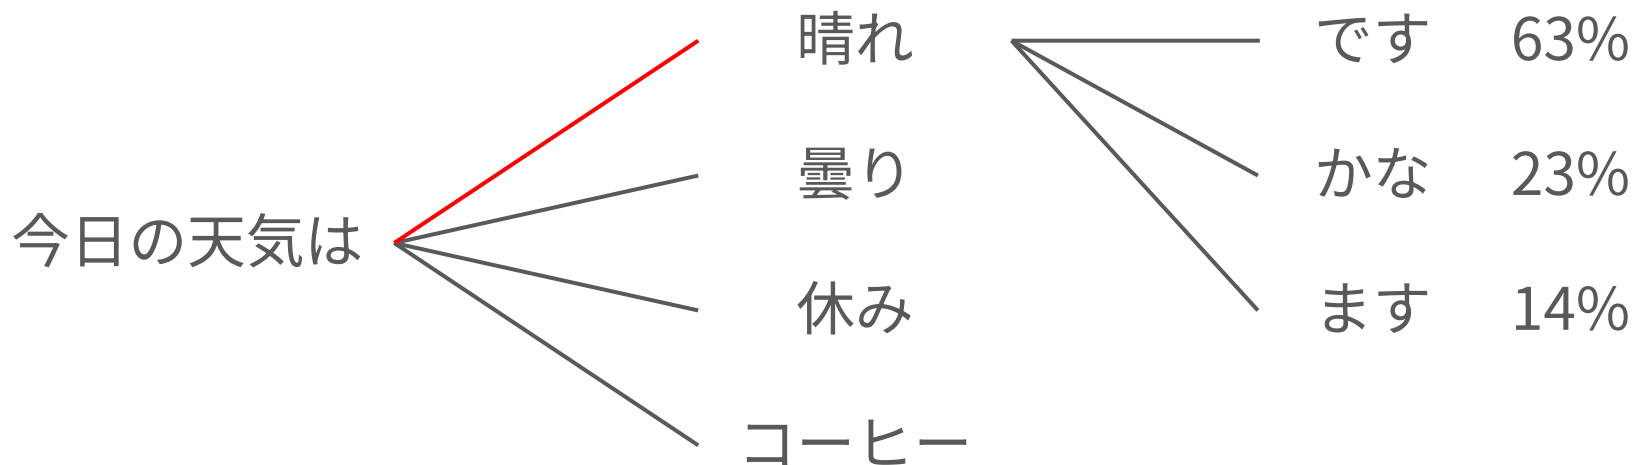 晴れ です 63%
曇り かな 23%
今日の天気は
休み ます 14%
コーヒー